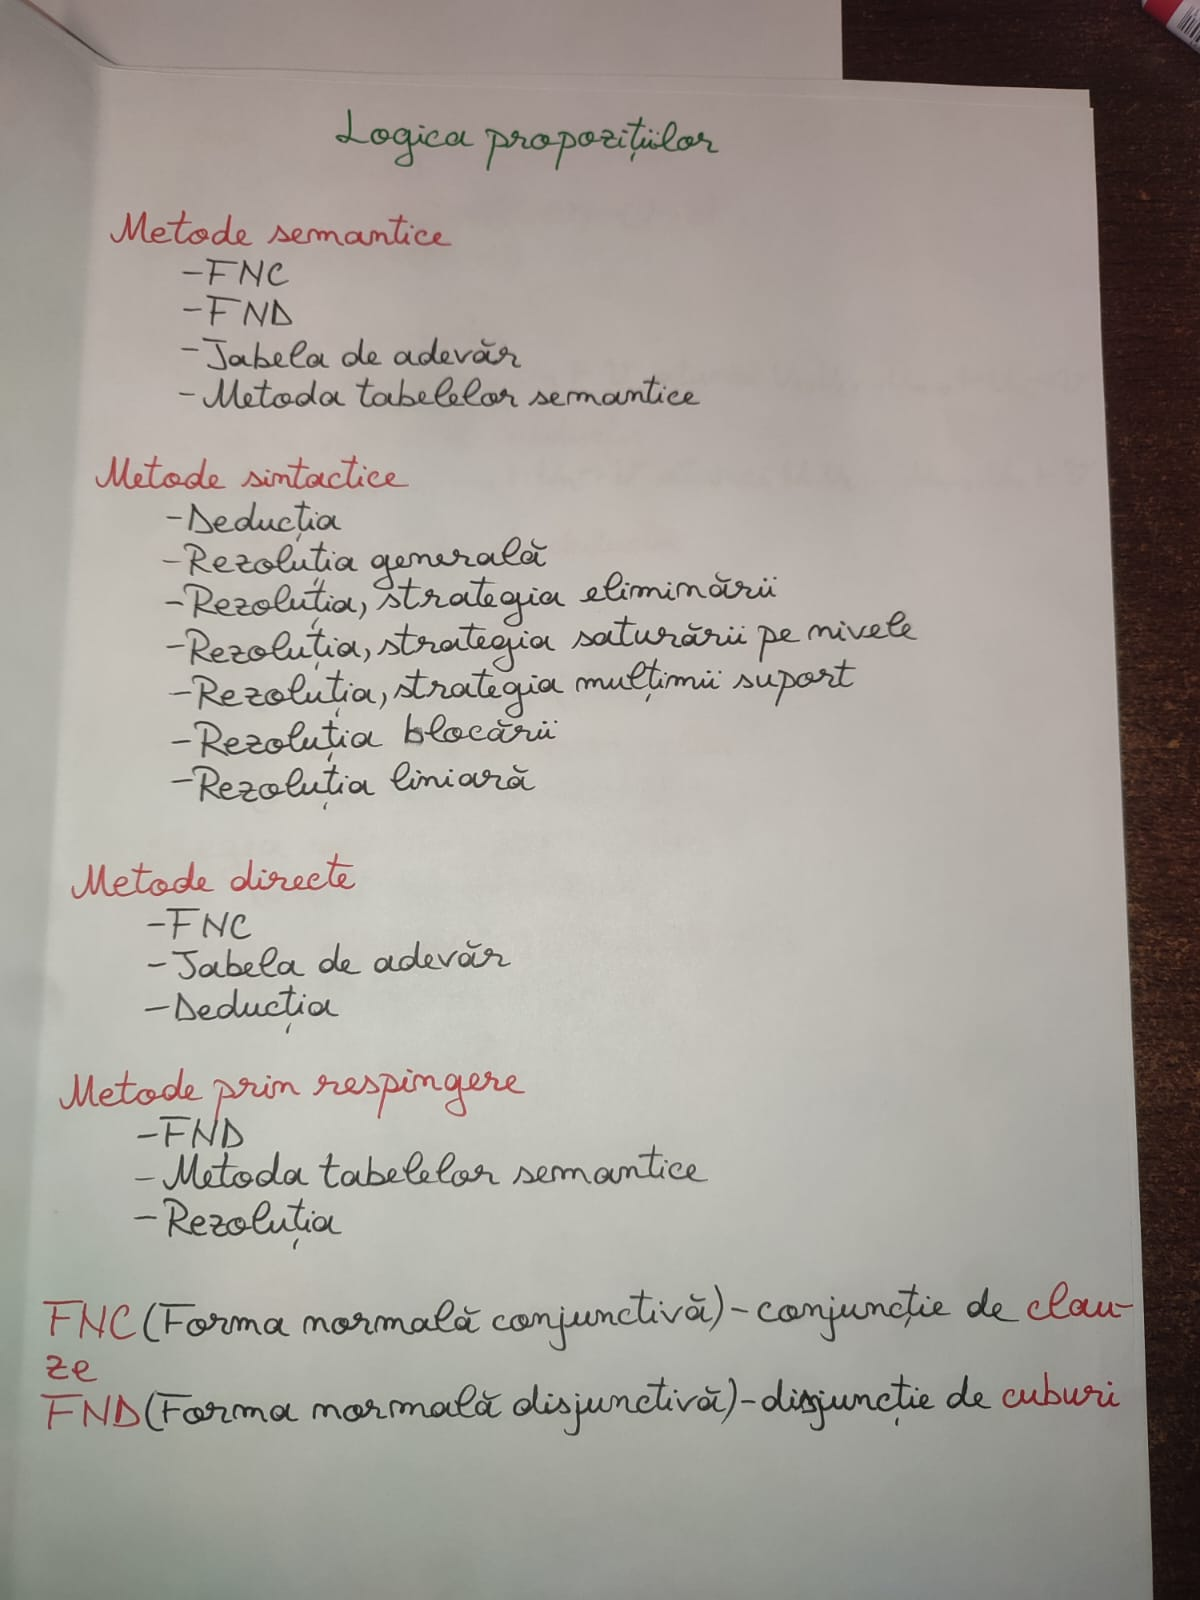 Logica propozițiilor
Metode semantice
-FNC
-FND
-Tabela de adevăr
-Metoda tabelelor semantice
Metode sintactice
-Deducția
-Rezoluția generală
-Rezoluția, strategia eliminării
-Rezoluția, strategia saturării pe nivele
-Rezoluția, strategia mulțimii suport
-Rezoluția blocării
-Rezoluția liniară
Metode directe
-FNC
-Tabela de adevăr
-Deducția
Metode prin respingere
-FND
-Metoda tabelelor semantice
-Rezoluția
FNC (Forma normală conjunctivă)-conjuncție de clau-
ze
FND (Forma normală disjunctivă)-disjuncție de cuburi